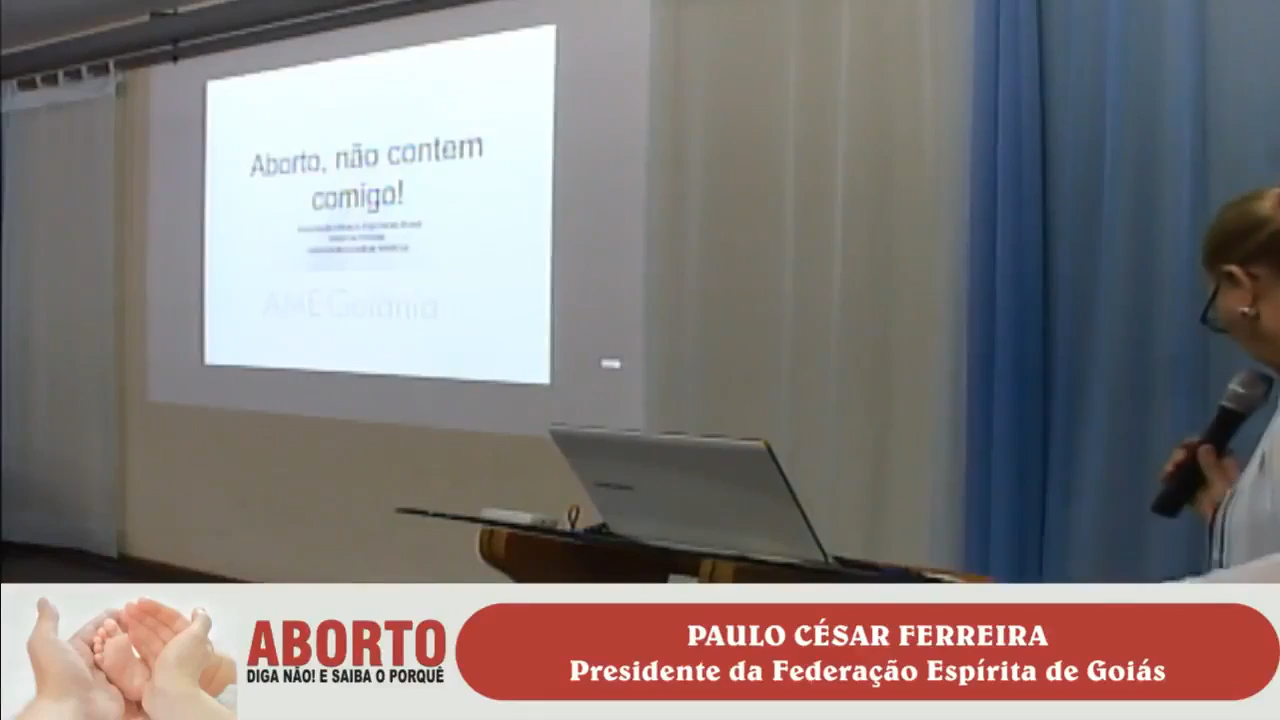 Aborto, não contem
comigo!
AME Goiânia
ABORTO
DIGA NÃO! E SAIBA O PORQUÊ
PAULO CÉSAR FERREIRA
Presidente da Federação Espírita de Goiás